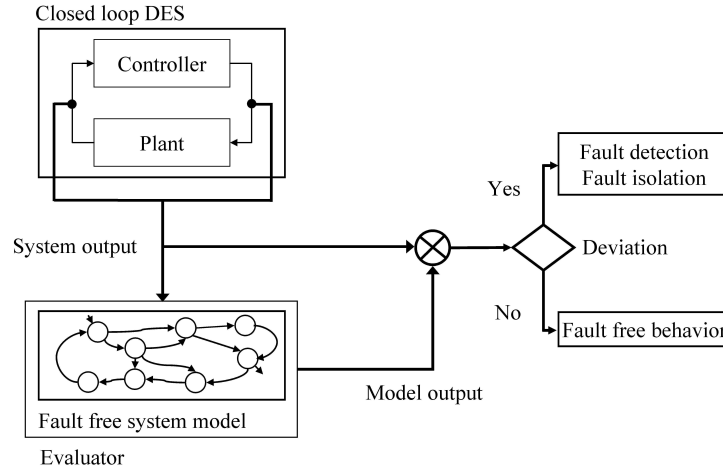 Closed loop DES
Controller
Plant
Yes
Fault detection
Fault isolation
System output
Deviation
No
Fault free behavior
Model output
Fault free system model
Evaluator